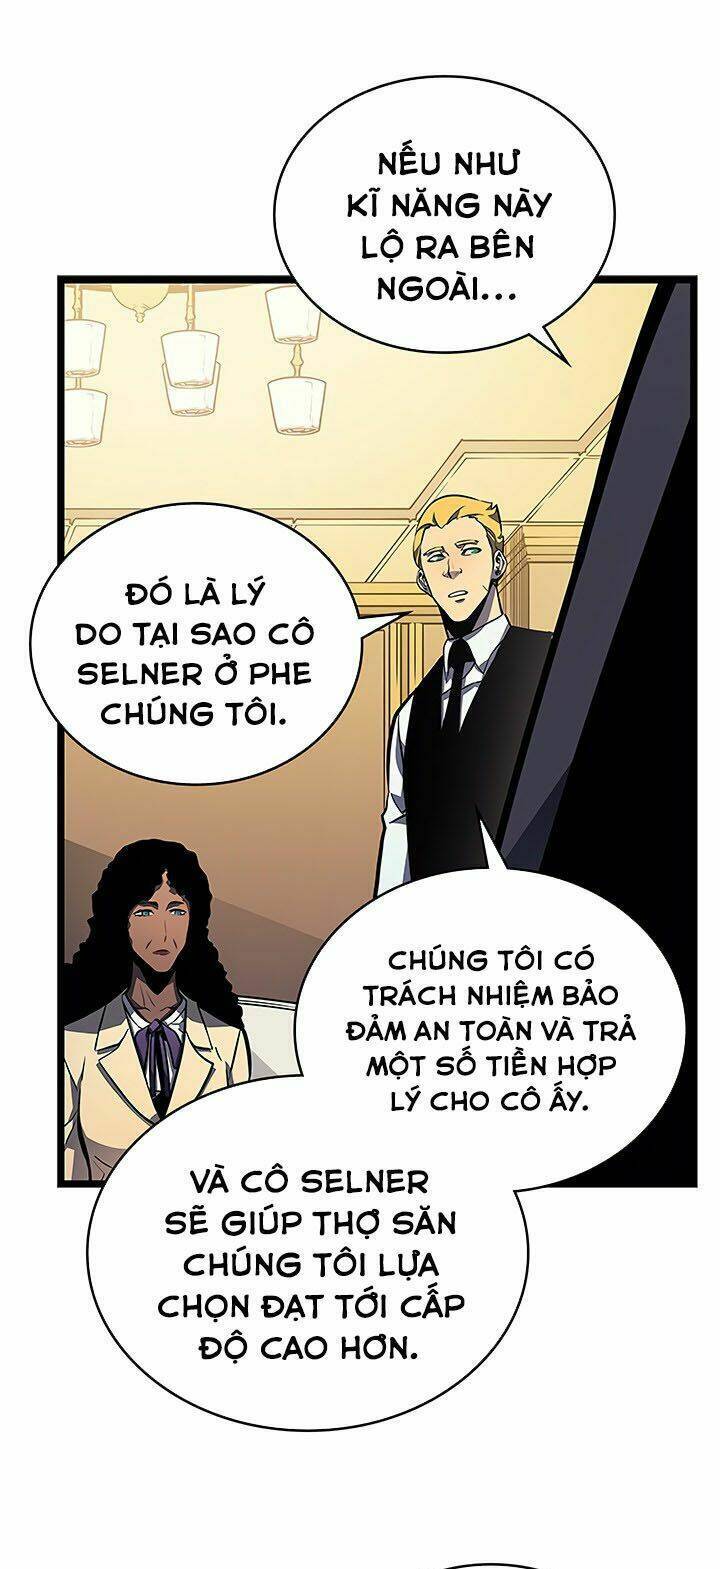 NẾU NHƯ
KĨ NĂNG NÀY
LỘ RA BÊN
NGOÀI...
ĐÓ LÀ LÝ
DO TẠI SAO CÔ
SELNER Ở PHE
CHÚNG TÔI.
CHÚNG TÔI CÓ
TRÁCH NHIỆM BẢO
ĐẢM AN TOÀN VÀ TRẢ
MỘT SỐ TIỀN HỢP
LÝ CHO CÔ ẤY.
VÀ CÔ SELNER
SẼ GIÚP THỢ SĂN
CHÚNG TÔI LỰA
CHỌN ĐẠT TỚI CẤP
ĐỘ CAO HƠN.